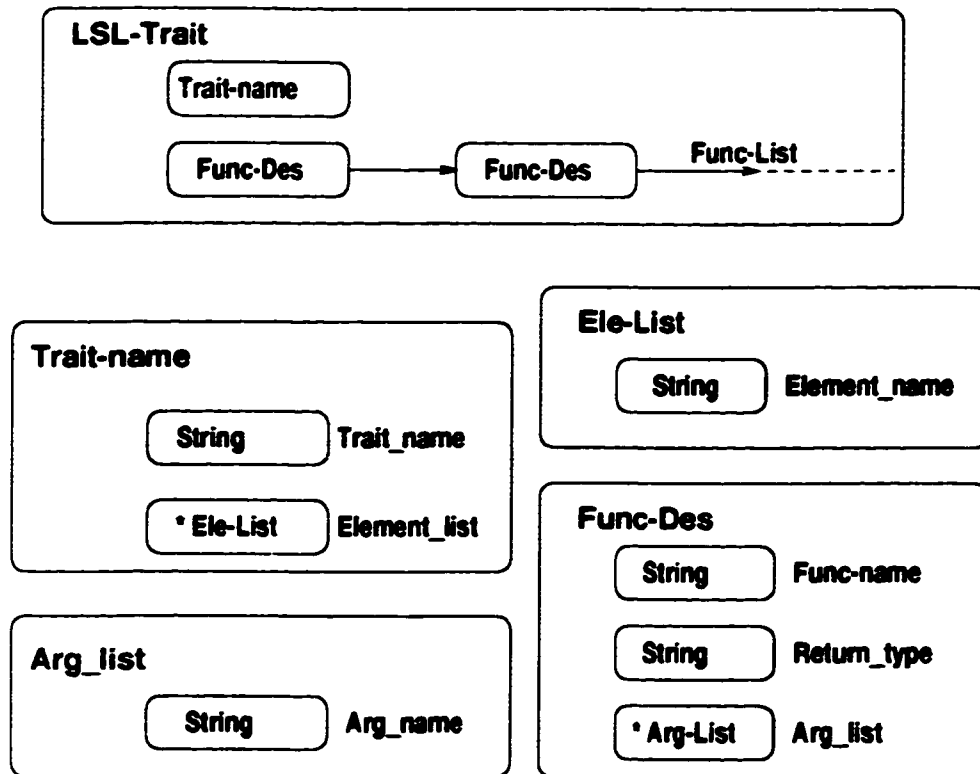 LSL-Trait
Trait-name
Func-Des
Func-Des
Func-List
Trait-name
String Trait_name
* Ele-List Element_list
Arg_list
String Arg_name
Ele-List
String Element_name
Func-Des
String Func-name
String Return_type
* Arg-List Arg_list